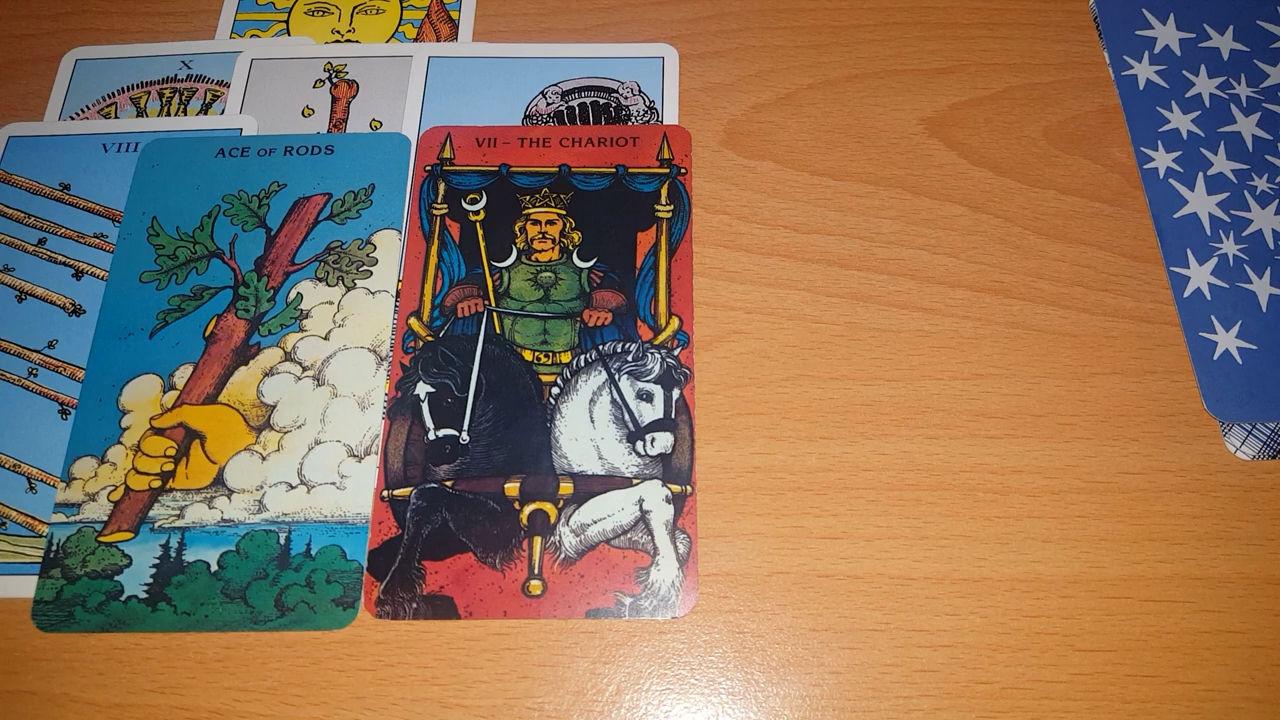 X
VIII
ACE OF RODS
VII – THE CHARIOT